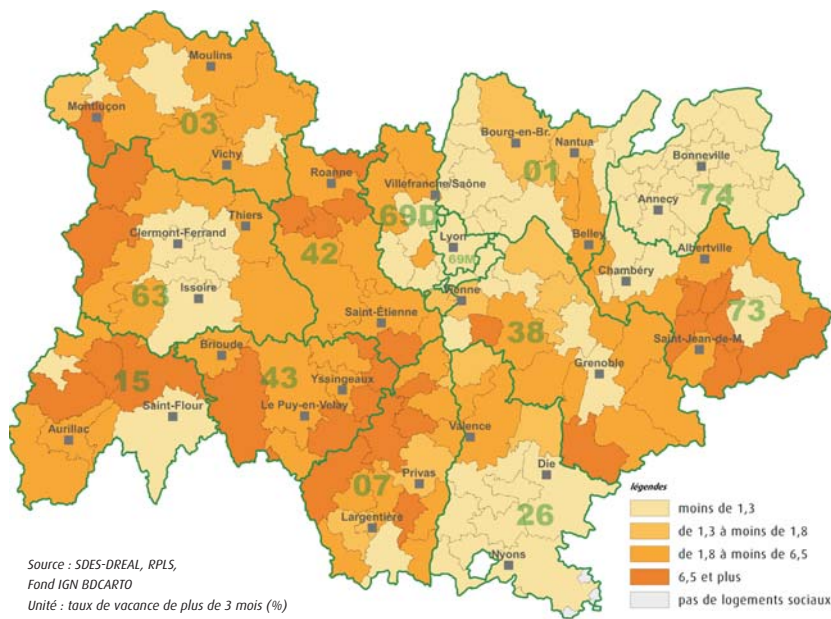 Moulins
Montluçon
03
Vichy
Bourg-en-Br.
Nantua
01
Bonneville
74
Annecy
Roanne
Villefranche/Saône
69D
Thiers
Clermont-Ferrand
42
Lyon
69M
Belley
Albertville
Chambéry
63
Issoire
Vienne
73
Saint-Étienne
38
Saint-Jean-de-M.
Brioude
Grenoble
15
43
Yssingeaux
Saint-Flour
Le Puy-en-Velay
Aurillac
Valence
Die
Privas
07
26
Largentière
Nyons
légendes
moins de 1,3
de 1,3 à moins de 1,8
de 1,8 à moins de 6,5
6,5 et plus
pas de logements sociaux
Source : SDES-DREAL, RPLS,
Fond IGN BDCARTO
Unité : taux de vacance de plus de 3 mois (%)